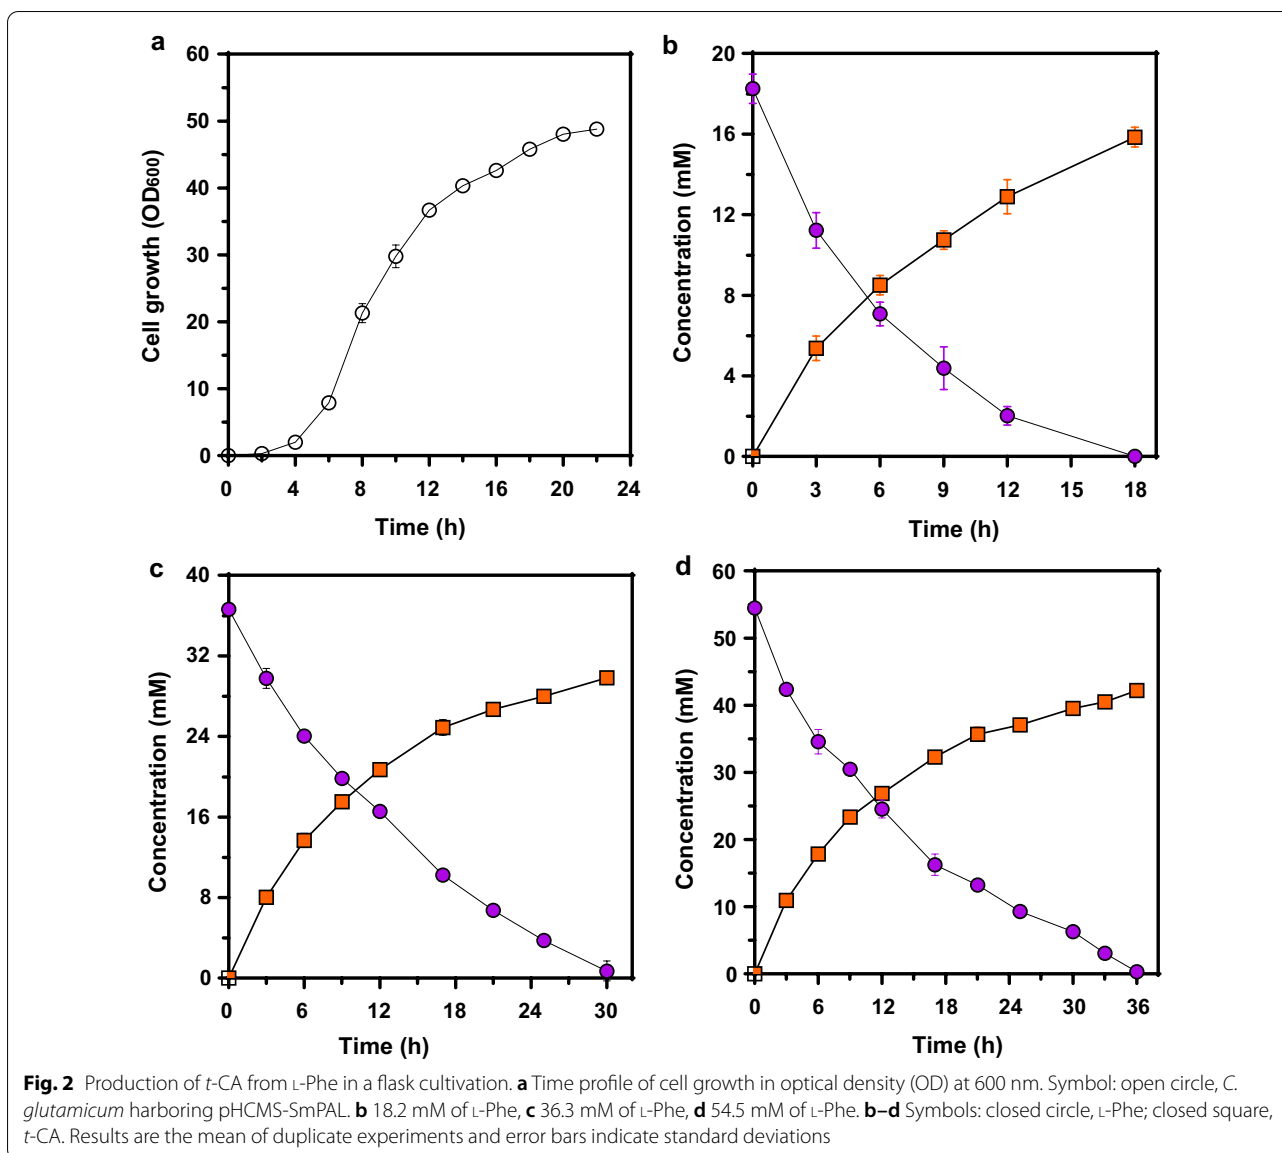 a
60
50
40
30
20
10
0
Cell growth (OD600)
0 4 8 12 16 20 24
Time (h)
b
20
16
12
8
4
0
Concentration (mM)
0 3 6 9 12 15 18
Time (h)
c
40
32
24
16
8
0
Concentration (mM)
0 6 12 18 24 30
Time (h)
d
60
50
40
30
20
10
0
Concentration (mM)
0 6 12 18 24 30 36
Time (h)
Fig. 2 Production of t-CA from L-Phe in a flask cultivation. a Time profile of cell growth in optical density (OD) at 600 nm. Symbol: open circle, C.
glutamicum harboring pHCMS-SmPAL. b 18.2 mM of L-Phe, c 36.3 mM of L-Phe, d 54.5 mM of L-Phe. b–d Symbols: closed circle, L-Phe; closed square,
t-CA. Results are the mean of duplicate experiments and error bars indicate standard deviations